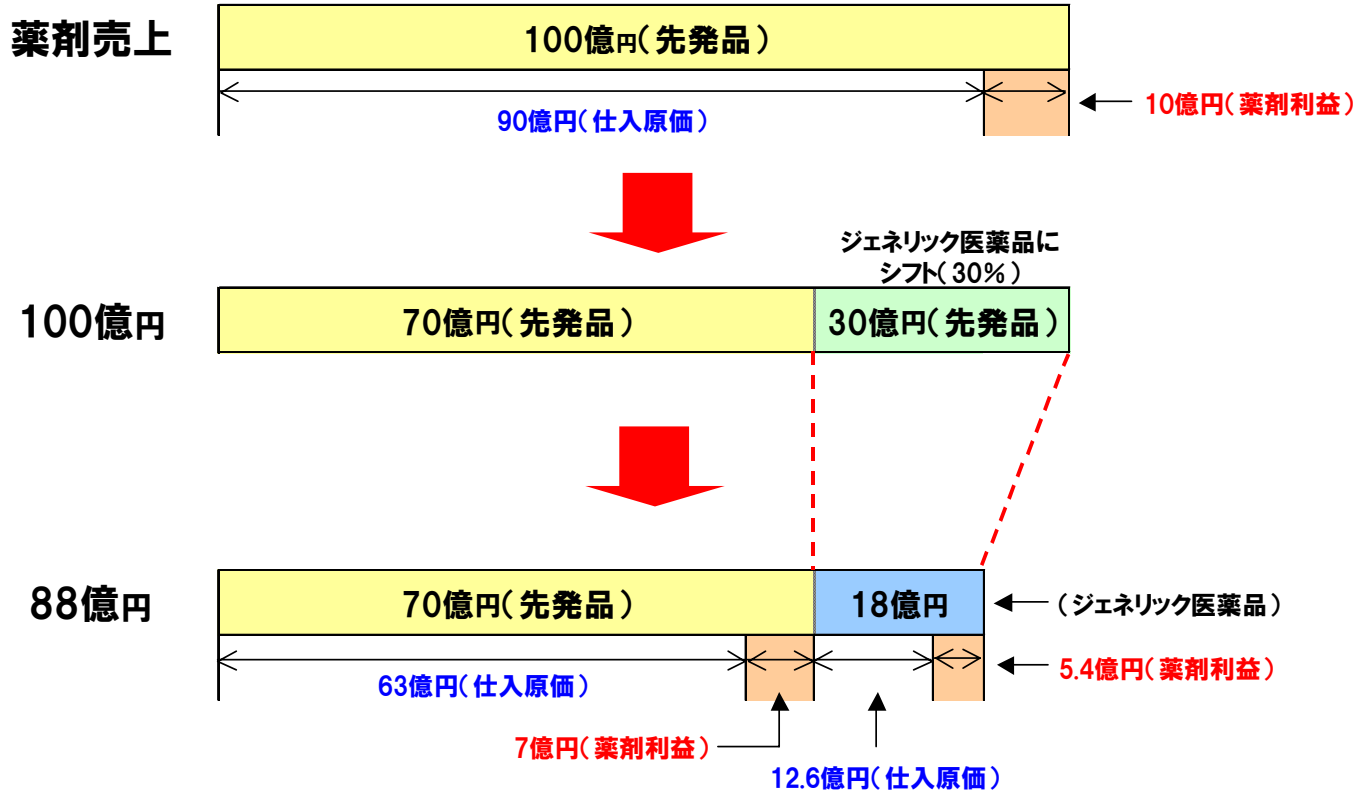 薬剤売上
100億円(先発品)
90億円(仕入原価)
10億円(薬剤利益)
ジェネリック医薬品に
シフト(30%)
100億円
70億円(先発品)
30億円(先発品)
88億円
70億円(先発品)
18億円
(ジェネリック医薬品)
63億円(仕入原価)
5.4億円(薬剤利益)
7億円(薬剤利益)
12.6億円(仕入原価)